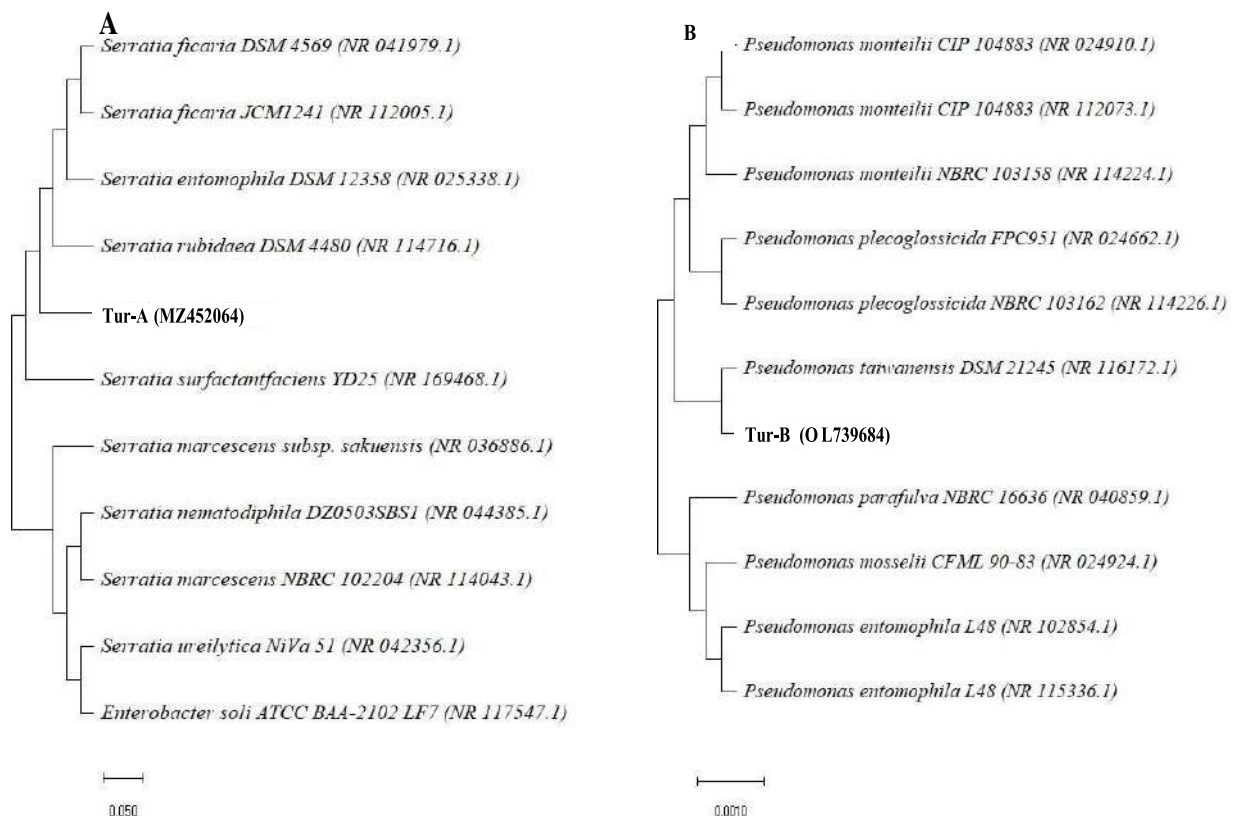 A
Serratia ficaria DSM 4569 (NR 041979.1)
Serratia ficaria JCM1241 (NR 112005.1)
Serratia entomophila DSM 12358 (NR 025338.1)
Serratia rubidaea DSM 4480 (NR 114716.1)
Tur-A (MZ452064)
Serratia surfactantfaciens YD25 (NR 169468.1)
Serratia marcescens subsp. sakuensis (NR 036886.1)
Serratia nematodiphila DZ0503SBS1 (NR 044385.1)
Serratia marcescens NBRC 102204 (NR 114043.1)
Serratia ureilytica NiVa 51 (NR 042356.1)
Enterobacter soli ATCC BAA-2102 LF7 (NR 117547.1)
0.050
B
Pseudomonas monteilii CIP 104883 (NR 024910.1)
Pseudomonas monteilii CIP 104883 (NR 112073.1)
Pseudomonas monteilii NBRC 103158 (NR 114224.1)
Pseudomonas plecoglossicida FPC951 (NR 024662.1)
Pseudomonas plecoglossicida NBRC 103162 (NR 114226.1)
Pseudomonas taiwanensis DSM 21245 (NR 116172.1)
Tur-B (OL739684)
Pseudomonas parafulva NBRC 16636 (NR 040859.1)
Pseudomonas mosselii CFML 90-83 (NR 024924.1)
Pseudomonas entomophila L48 (NR 102854.1)
Pseudomonas entomophila L48 (NR 115336.1)
0.0010